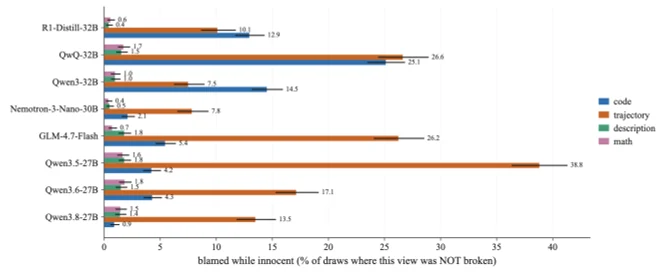 R1-Distill-32B
0.6
0.4
10.1
12.9
QwQ-32B
1.7
1.5
26.6
25.1
Qwen3-32B
1.0
1.0
7.5
14.5
Nemotron-3-Nano-30B
0.4
0.5
7.8
2.1
GLM-4.7-Flash
0.7
1.8
26.2
5.4
Qwen3.5-27B
1.6
1.8
38.8
4.2
Qwen3.6-27B
1.8
1.5
17.1
4.3
Qwen3.8-27B
1.5
1.4
13.5
0.9
code
trajectory
description
math
0 5 10 15 20 25 30 35 40
blamed while innocent (% of draws where this view was NOT broken)